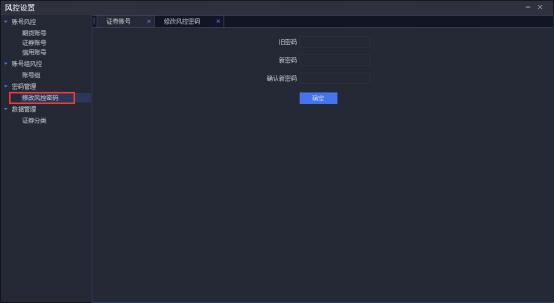 风控设置
账号风控
期货账号
证券账号
信用账号
账号组风控
账号组
密码管理
修改风控密码
数据管理
证券分类
证券账号
修改风控密码
旧密码
新密码
确认新密码
确定